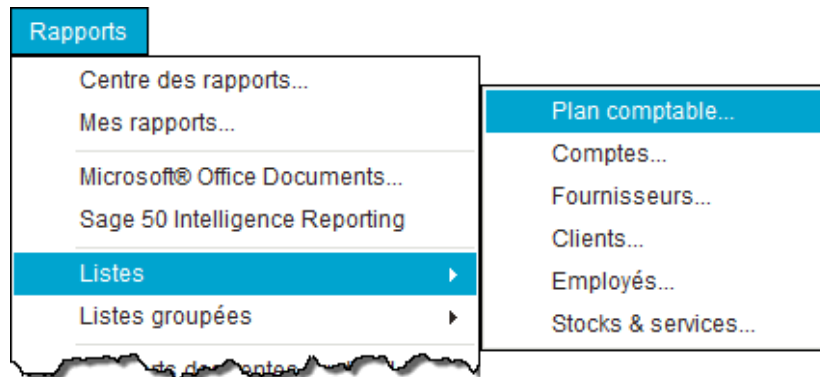 Rapports
Centre des rapports...
Mes rapports...
Microsoft® Office Documents...
Sage 50 Intelligence Reporting
Listes
Listes groupées
Plan comptable...
Comptes...
Fournisseurs...
Clients...
Employés...
Stocks & services...